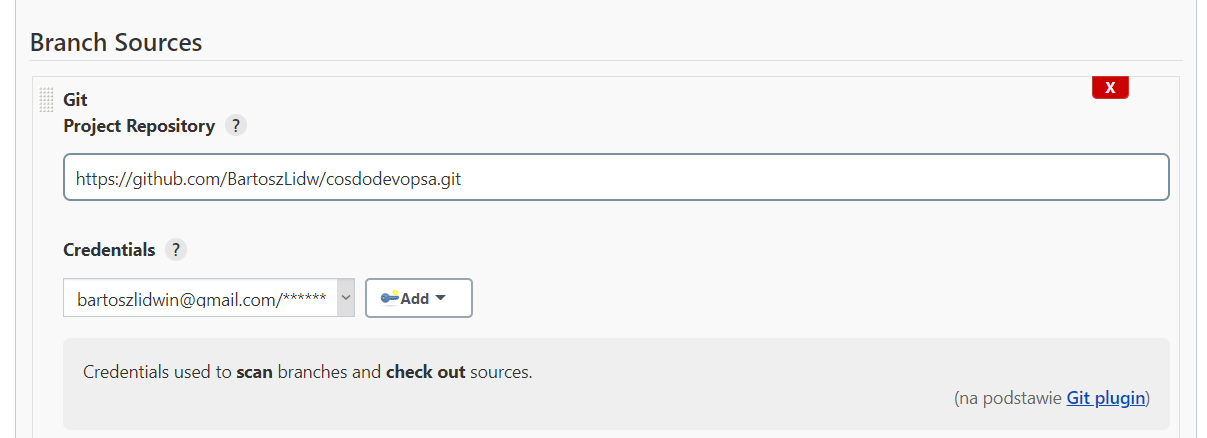 Branch Sources
X
Git
Project Repository ?
https://github.com/BartoszLidw/cosdodevopsa.git
Credentials ?
bartoszlidwin@gmail.com/****** Add
Credentials used to scan branches and check out sources.
(na podstawie Git plugin)